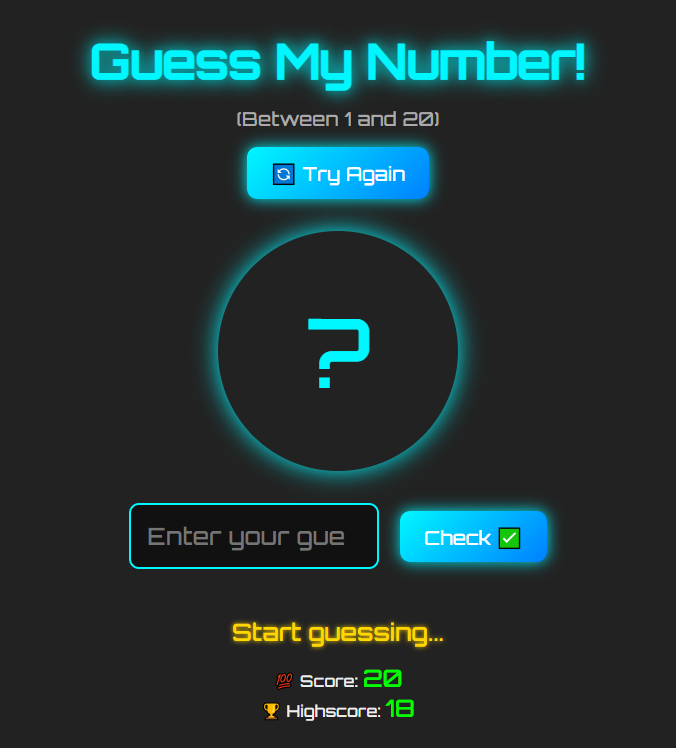 Guess My Number!
(Between 1 and 20)
🔄 Try Again
?
Enter your gue
Check ✅
Start guessing...
💯 Score: 20
🏆 Highscore: 18